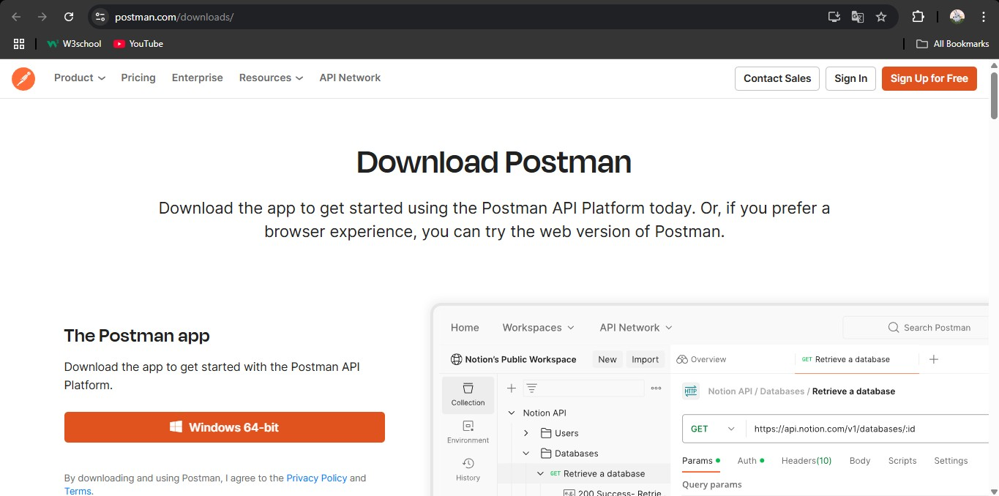 postman.com/downloads/
W3school YouTube All Bookmarks
Product Pricing Enterprise Resources API Network Contact Sales Sign In Sign Up for Free
Download Postman
Download the app to get started using the Postman API Platform today. Or, if you prefer a
browser experience, you can try the web version of Postman.
The Postman app
Download the app to get started with the Postman API
Platform.
Windows 64-bit
By downloading and using Postman, I agree to the Privacy Policy and
Terms.
Home Workspaces API Network Search Postman
Notion's Public Workspace New Import Overview GET Retrieve a database
Collection
Environment
History
Notion API
Users
Databases
GET Retrieve a database
e.g. 200 Success- Retrie
HTTP Notion API / Databases / Retrieve a database
GET https://api.notion.com/v1/databases/:id
Params Auth Headers(10) Body Scripts Settings
Query params